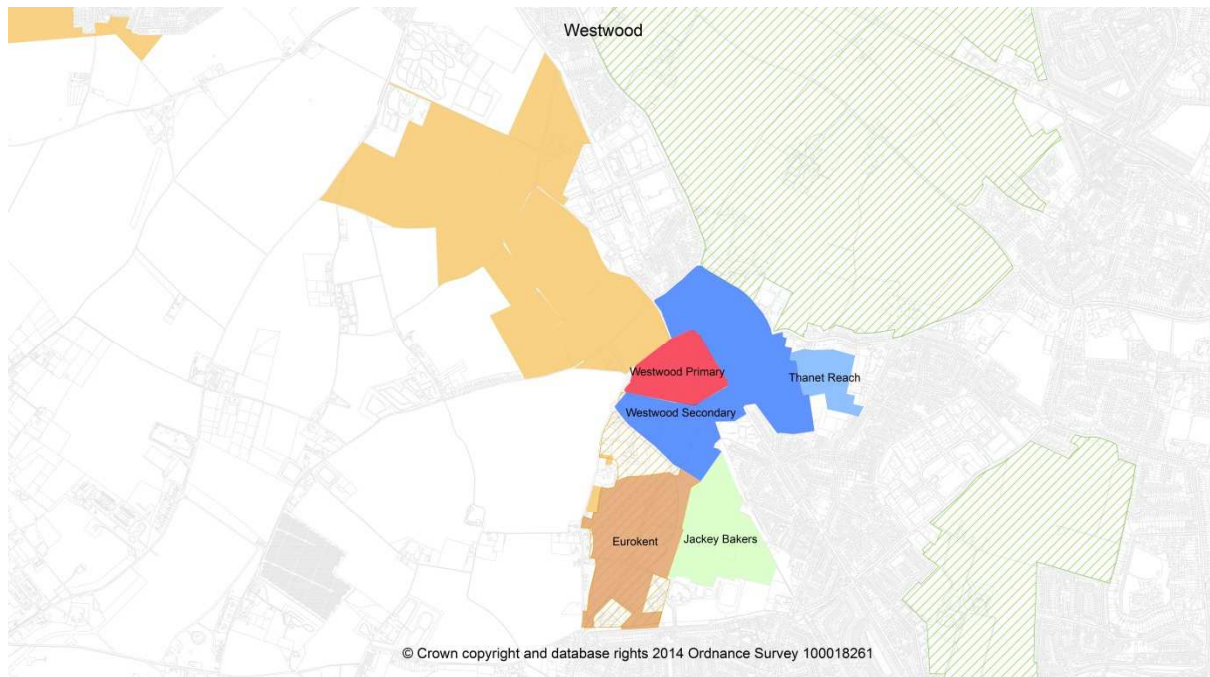 Westwood
Westwood Primary
Thanet Reach
Westwood Secondary
Eurokent
Jackey Bakers
© Crown copyright and database rights 2014 Ordnance Survey 100018261